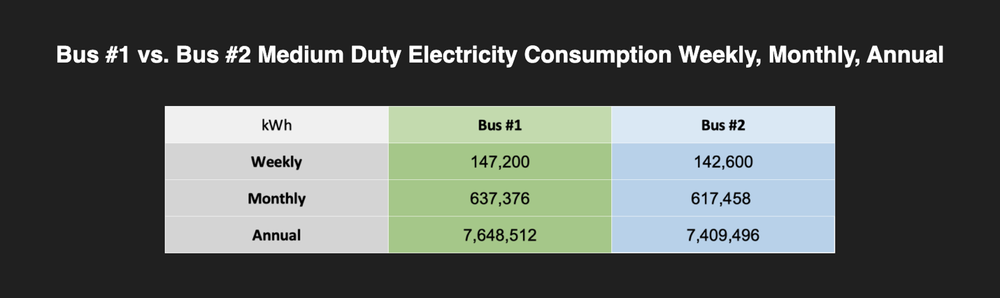 Bus #1 vs. Bus #2 Medium Duty Electricity Consumption Weekly, Monthly, Annual
kWh Bus #1 Bus #2
Weekly 147,200 142,600
Monthly 637,376 617,458
Annual 7,648,512 7,409,496